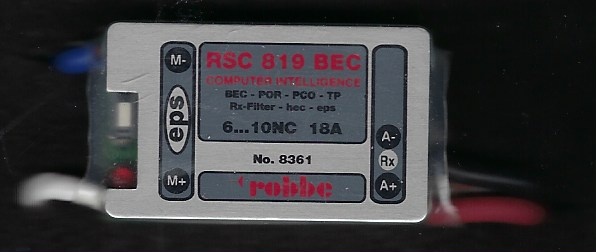 M-
eps
M+
RSC 819 BEC
COMPUTER INTELLIGENCE
BEC - POR - PCO - TP
Rx-Filter - hec - eps
6...10NC 18A
No. 8361
robbe
A-
Rx
A+